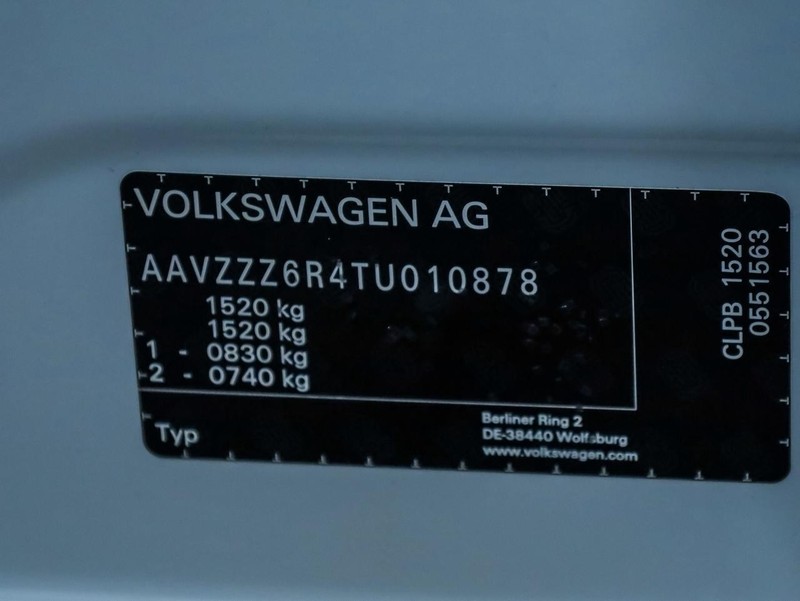 VOLKSWAGEN AG
AAVZZZ6R4TU010878
1520 kg
1520 kg
1 - 0830 kg
2 - 0740 kg
Typ
Berliner Ring 2
DE-38440 Wolfsburg
www.volkswagen.com
CLPB 1520
0551563